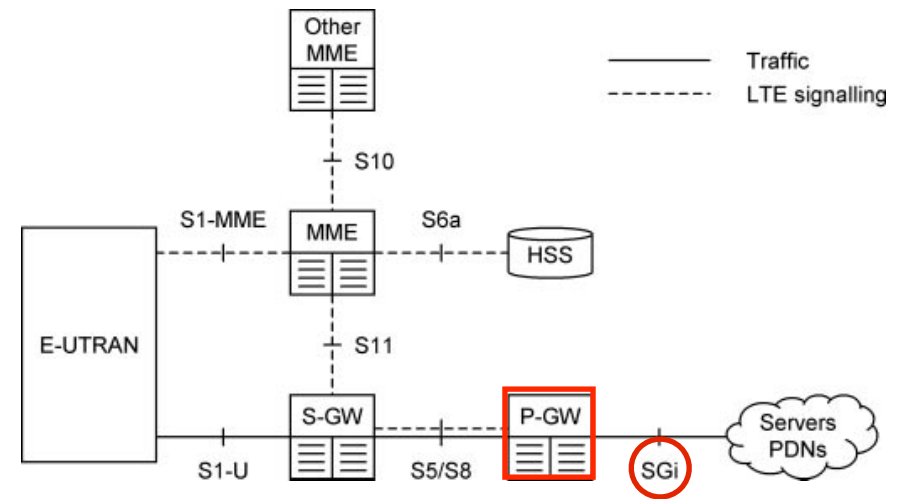 Other
MME
Traffic
LTE signalling
S10
S1-MME
MME
S6a
HSS
E-UTRAN
S11
S-GW
P-GW
Servers
PDNs
S1-U
S5/S8
SGi